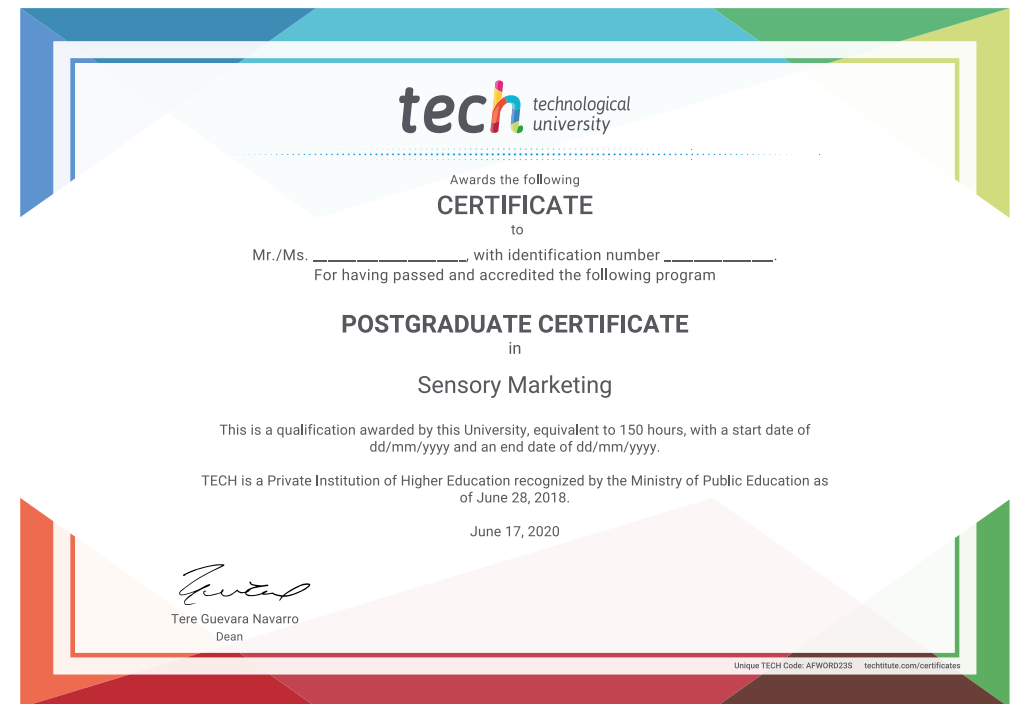 tech technological
university
Awards the following
CERTIFICATE
to
Mr./Ms. __________________, with identification number _____________.
For having passed and accredited the following program
POSTGRADUATE CERTIFICATE
in
Sensory Marketing
This is a qualification awarded by this University, equivalent to 150 hours, with a start date of
dd/mm/yyyy and an end date of dd/mm/yyyy.
TECH is a Private Institution of Higher Education recognized by the Ministry of Public Education as
of June 28, 2018.
June 17, 2020
Tere Guevara Navarro
Dean
Unique TECH Code: AFWORD23S techtitute.com/certificates